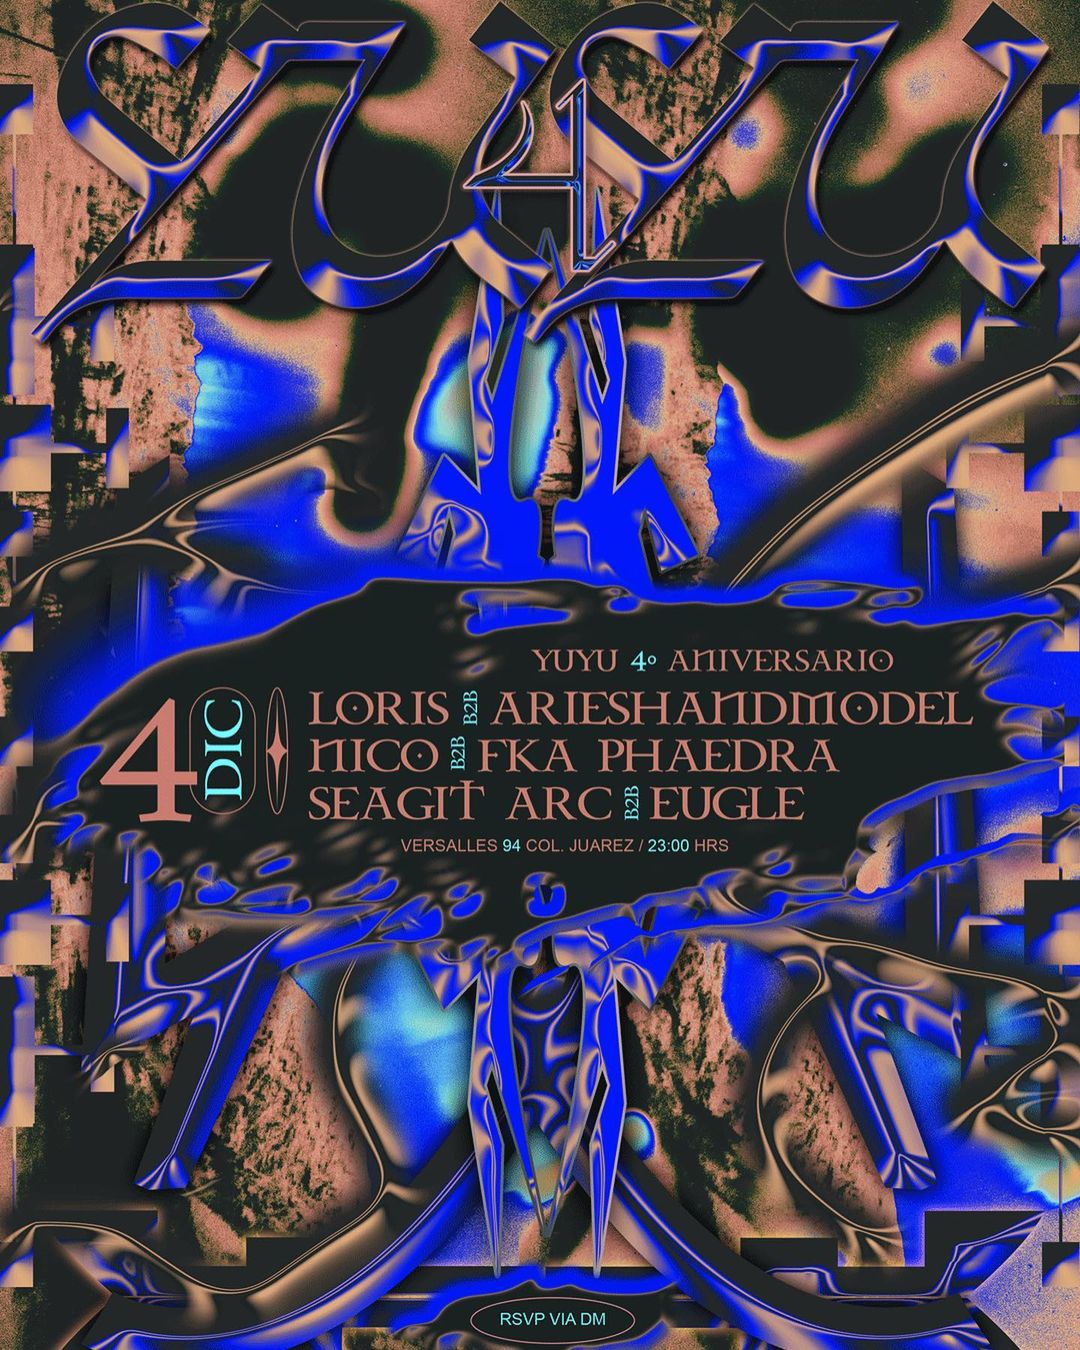 YUYU
4
YUYU 4º ANIVERSARIO
4 DIC
LORIS B2B ARIESHANDMODEL
NICO B2B FKA PHAEDRA
SEAGIT ARC B2B EUGLE
VERSALLES 94 COL. JUAREZ / 23:00 HRS
RSVP VIA DM